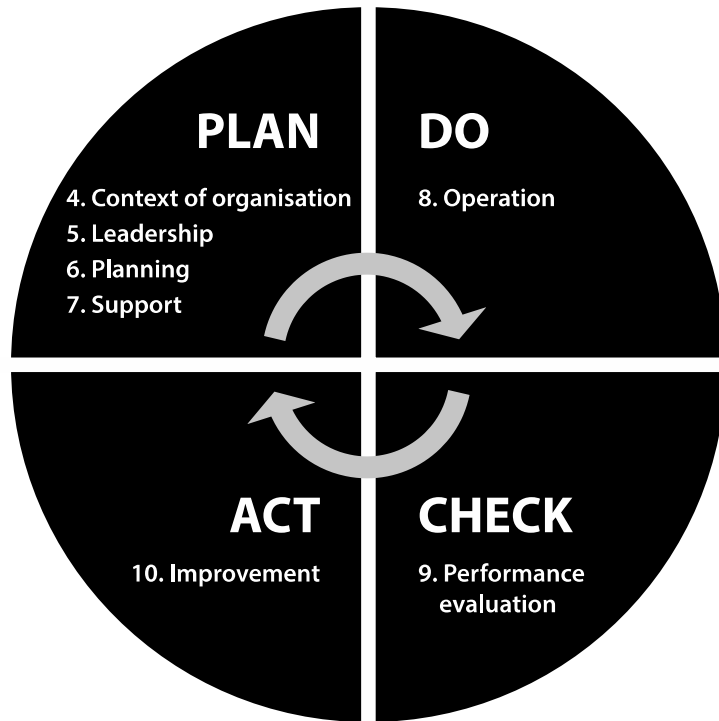 PLAN
4. Context of organisation
5. Leadership
6. Planning
7. Support
DO
8. Operation
ACT
10. Improvement
CHECK
9. Performance
evaluation